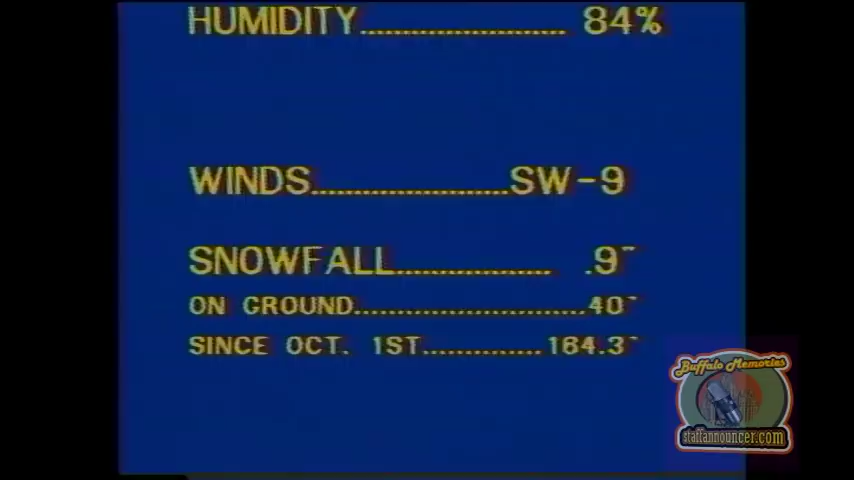 HUMIDITY........................ 84%
WINDS.......................SW-9
SNOWFALL.................. .9"
ON GROUND...........................40"
SINCE OCT. 1ST..............164.3"
Buffalo Memories
staffannouncer.com